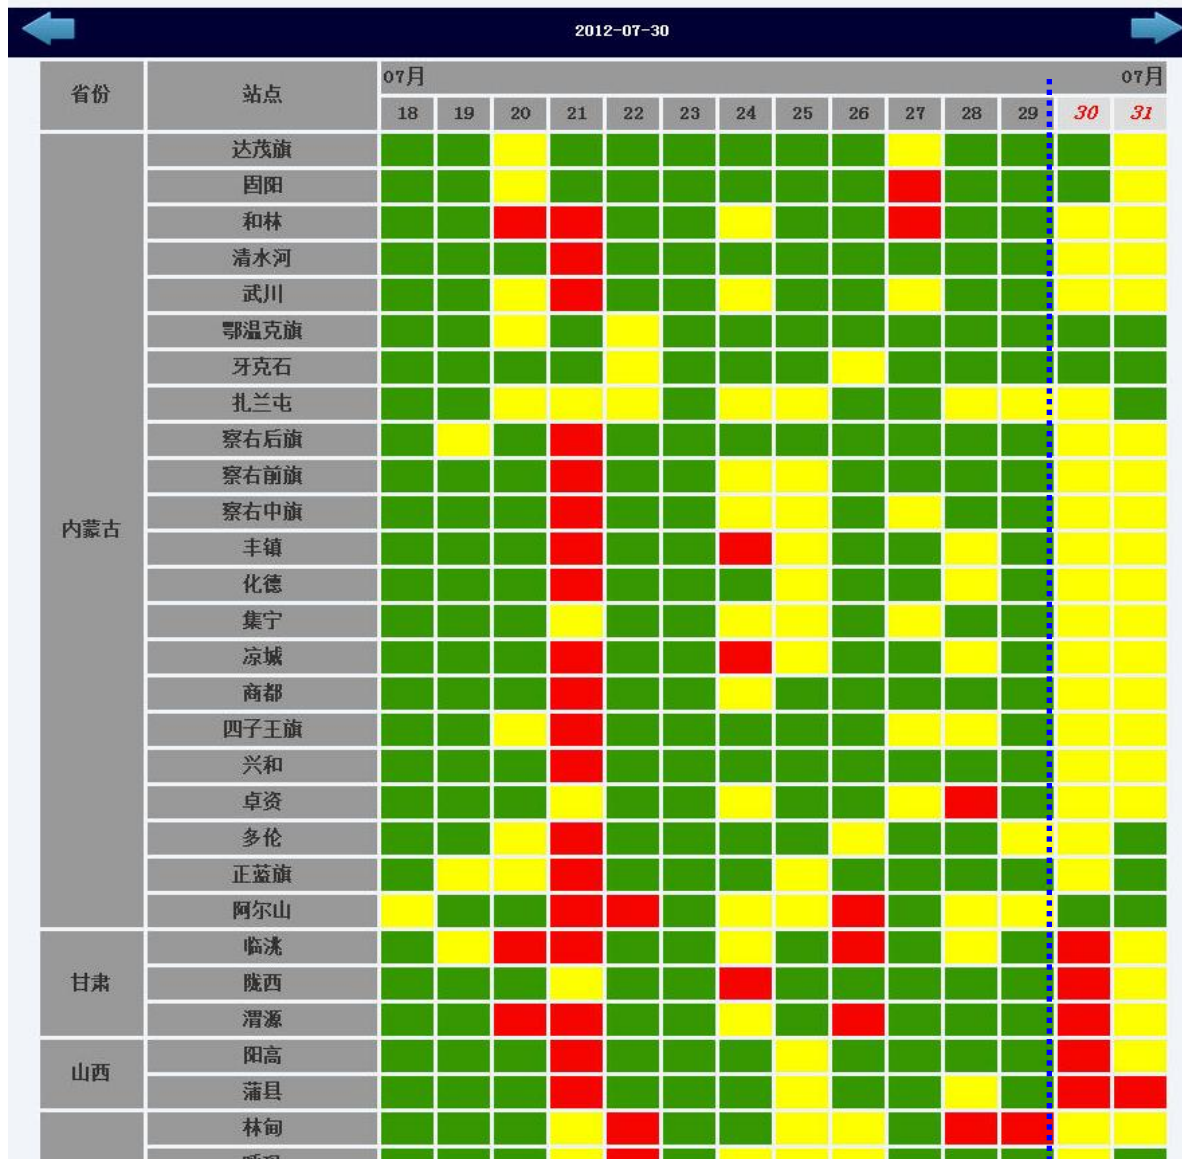 2012-07-30
省份 站点 07月 07月
18 19 20 21 22 23 24 25 26 27 28 29 30 31
达茂旗
固阳
和林
清水河
武川
鄂温克旗
牙克石
扎兰屯
察右后旗
察右前旗
察右中旗
内蒙古
丰镇
化德
集宁
凉城
商都
四子王旗
兴和
卓资
多伦
正蓝旗
阿尔山
临洮
甘肃 陇西
渭源
山西 阳高
蒲县
林甸